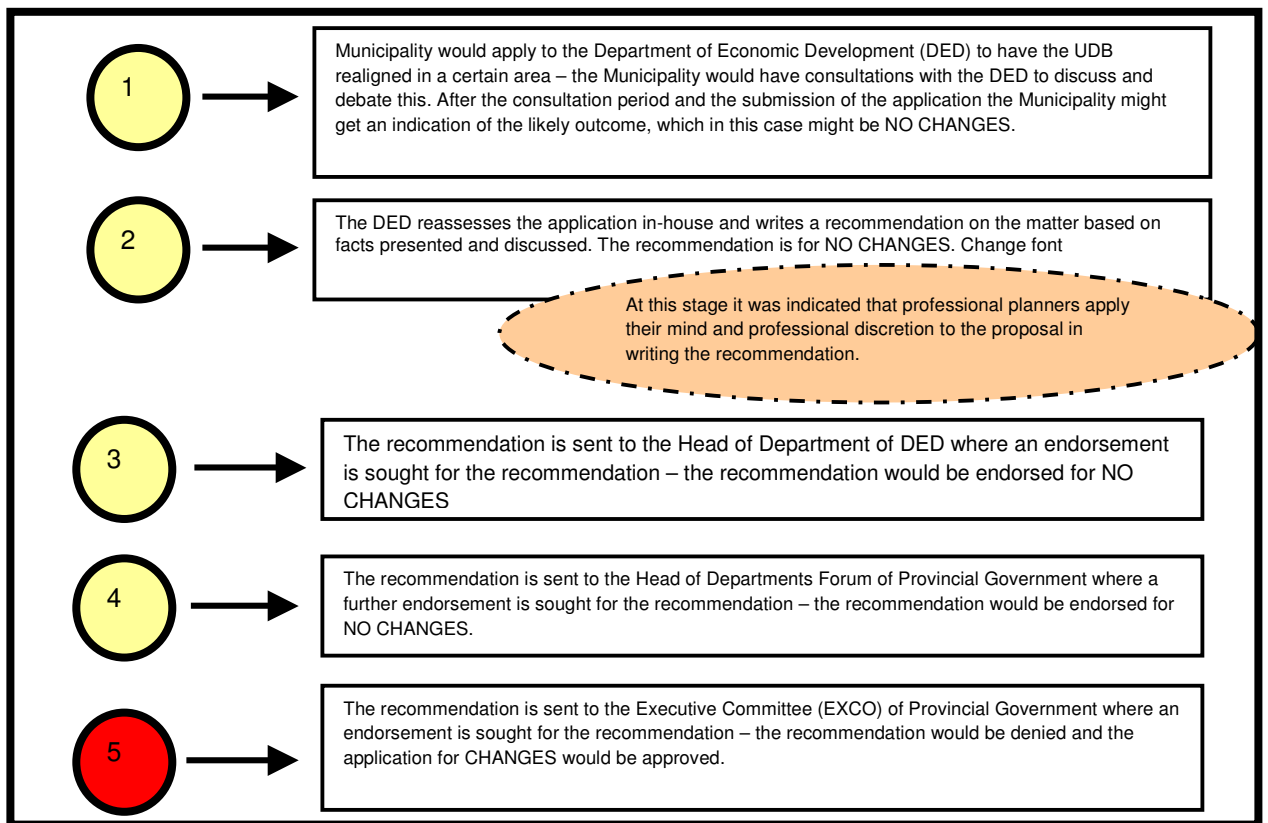 1
Municipality would apply to the Department of Economic Development (DED) to have the UDB
realigned in a certain area – the Municipality would have consultations with the DED to discuss and
debate this. After the consultation period and the submission of the application the Municipality might
get an indication of the likely outcome, which in this case might be NO CHANGES.
2
The DED reassesses the application in-house and writes a recommendation on the matter based on
facts presented and discussed. The recommendation is for NO CHANGES. Change font
At this stage it was indicated that professional planners apply
their mind and professional discretion to the proposal in
writing the recommendation.
3
The recommendation is sent to the Head of Department of DED where an endorsement
is sought for the recommendation – the recommendation would be endorsed for NO
CHANGES
4
The recommendation is sent to the Head of Departments Forum of Provincial Government where a
further endorsement is sought for the recommendation – the recommendation would be endorsed for
NO CHANGES.
5
The recommendation is sent to the Executive Committee (EXCO) of Provincial Government where an
endorsement is sought for the recommendation – the recommendation would be denied and the
application for CHANGES would be approved.